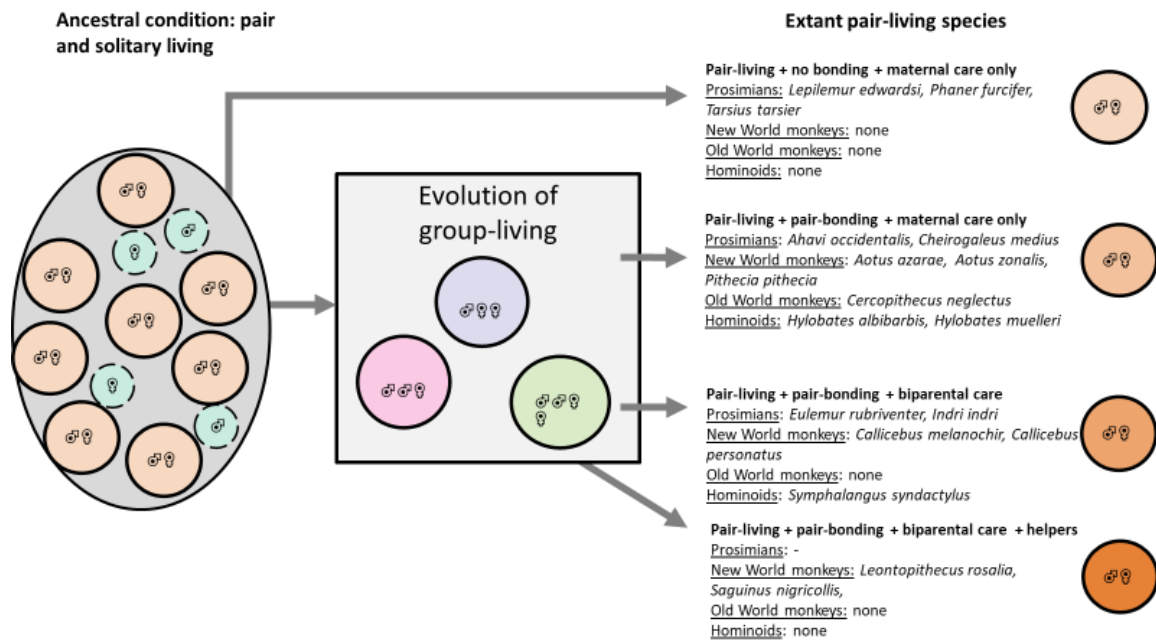 Ancestral condition: pair
and solitary living
Extant pair-living species
Pair-living + no bonding + maternal care only
Prosimians: Lepilemur edwardsi, Phaner furcifer,
Tarsius tarsier
New World monkeys: none
Old World monkeys: none
Hominoids: none
Evolution of
group-living
Pair-living + pair-bonding + maternal care only
Prosimians: Ahavi occidentalis, Cheirogaleus medius
New World monkeys: Aotus azarae, Aotus zonalis,
Pithecia pithecia
Old World monkeys: Cercopithecus neglectus
Hominoids: Hylobates albibarbis, Hylobates muelleri
Pair-living + pair-bonding + biparental care
Prosimians: Eulemur rubriventer, Indri indri
New World monkeys: Callicebus melanochir, Callicebus
personatus
Old World monkeys: none
Hominoids: Symphalangus syndactylus
Pair-living + pair-bonding + biparental care + helpers
Prosimians: -
New World monkeys: Leontopithecus rosalia,
Saguinus nigricollis,
Old World monkeys: none
Hominoids: none